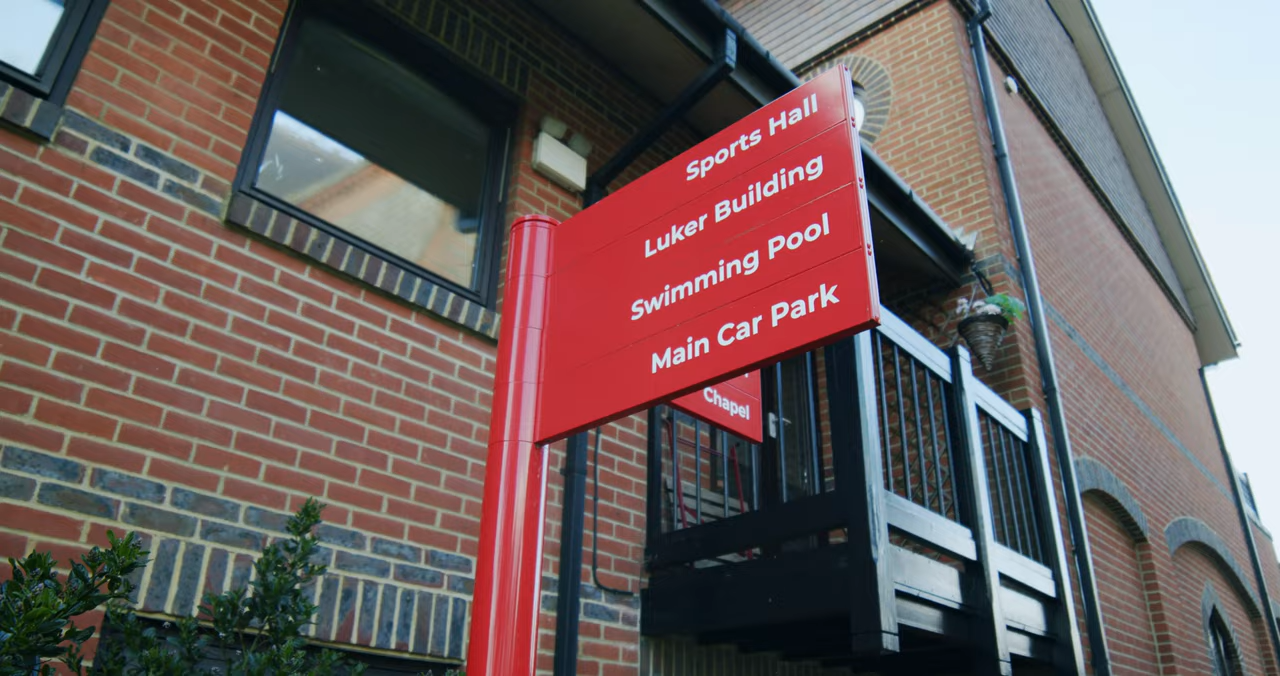 Sports Hall
Luker Building
Swimming Pool
Main Car Park
Chapel